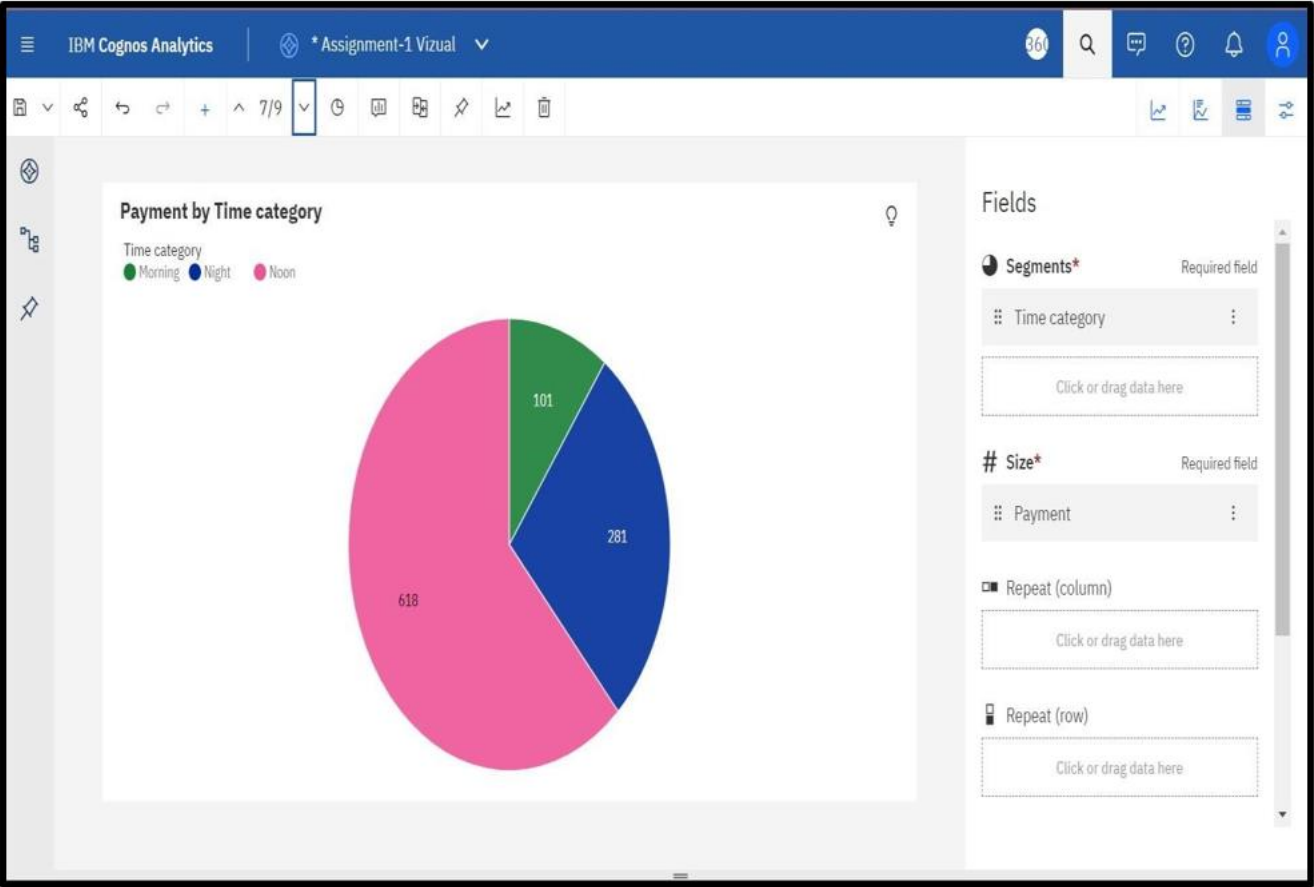 IBM Cognos Analytics
* Assignment-1 Vizual
360
7/9
Payment by Time category
Time category
Morning Night Noon
101
281
618
Fields
Segments* Required field
Time category
Click or drag data here
# Size* Required field
Payment
Repeat (column)
Click or drag data here
Repeat (row)
Click or drag data here